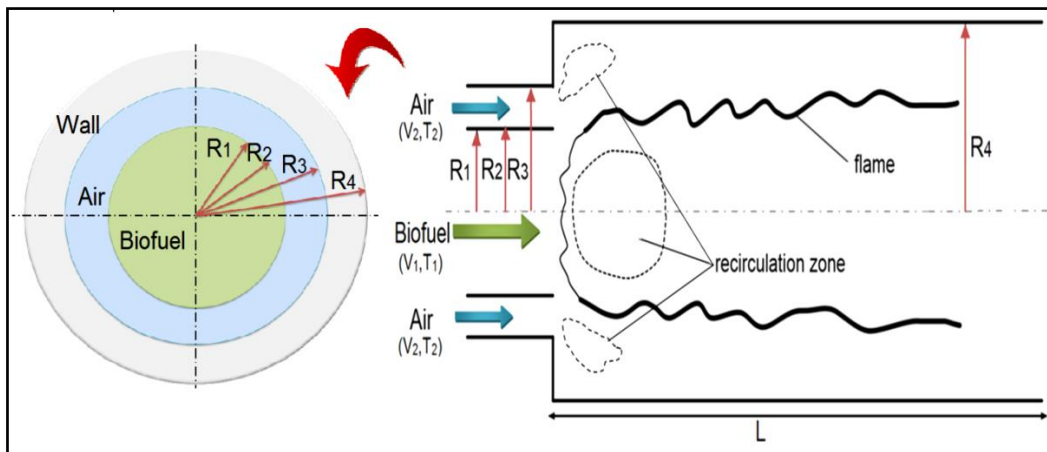 Wall
Air
Biofuel
R1
R2
R3
R4
Air
(V2,T2)
R1
R2
R3
Biofuel
(V1,T1)
Air
(V2,T2)
flame
R4
recirculation zone
L